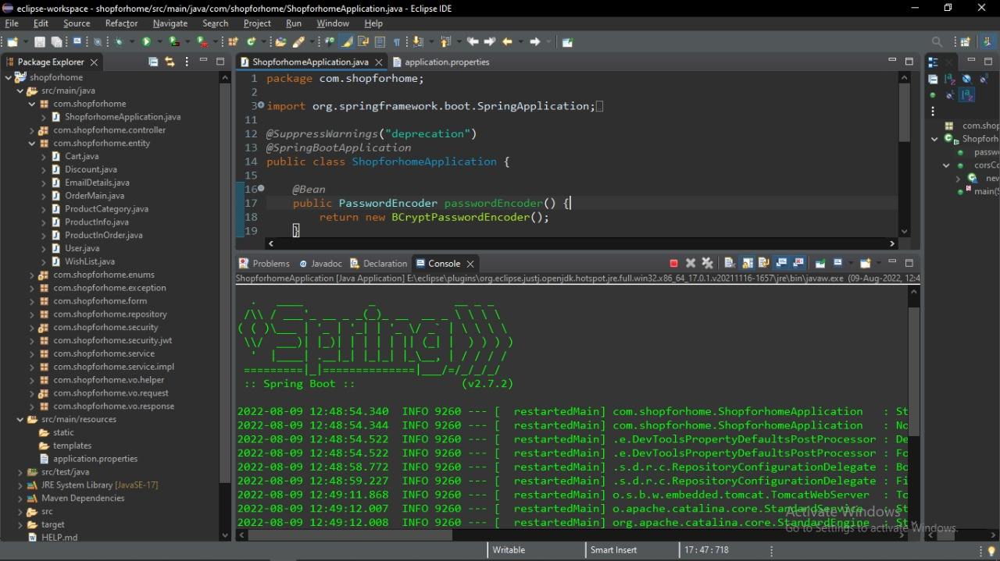 eclipse-workspace - shopforhome/src/main/java/com/shopforhome/ShopforhomeApplication.java - Eclipse IDE
File Edit Source Refactor Navigate Search Project Run Window Help
Package Explorer
shopforhome
src/main/java
com.shopforhome
ShopforhomeApplication.java
com.shopforhome.controller
com.shopforhome.entity
Cart.java
Discount.java
EmailDetails.java
OrderMain.java
ProductCategory.java
ProductInfo.java
ProductInOrder.java
User.java
WishList.java
com.shopforhome.enums
com.shopforhome.exception
com.shopforhome.form
com.shopforhome.repository
com.shopforhome.security
com.shopforhome.security.jwt
com.shopforhome.service
com.shopforhome.service.impl
com.shopforhome.vo.helper
com.shopforhome.vo.request
com.shopforhome.vo.response
src/main/resources
static
templates
application.properties
src/test/java
JRE System Library [JavaSE-17]
Maven Dependencies
src
target
HELP.md
ShopforhomeApplication.java application.properties
1 package com.shopforhome;
2
3 import org.springframework.boot.SpringApplication;
11
12 @SuppressWarnings("deprecation")
13 @SpringBootApplication
14 public class ShopforhomeApplication {
15
16 @Bean
17 public PasswordEncoder passwordEncoder() {
18 return new BCryptPasswordEncoder();
19 }
Problems Javadoc Declaration Console
ShopforhomeApplication [Java Application] E:\eclipse\plugins\org.eclipse.justj.openjdk.hotspot.jre.full.win32.x86_64_17.0.1.v20211116-1657\jre\bin\javaw.exe (09-Aug-2022, 12:4
Spring
:: Spring Boot :: (v2.7.2)
2022-08-09 12:48:54.340 INFO 9260 --- [ restartedMain] com.shopforhome.ShopforhomeApplication : St
2022-08-09 12:48:54.344 INFO 9260 --- [ restartedMain] com.shopforhome.ShopforhomeApplication : No
2022-08-09 12:48:54.522 INFO 9260 --- [ restartedMain] .e.DevToolsPropertyDefaultsPostProcessor : De
2022-08-09 12:48:54.522 INFO 9260 --- [ restartedMain] .e.DevToolsPropertyDefaultsPostProcessor : Fo
2022-08-09 12:48:58.772 INFO 9260 --- [ restartedMain] .s.d.r.c.RepositoryConfigurationDelegate : Bo
2022-08-09 12:48:59.227 INFO 9260 --- [ restartedMain] .s.d.r.c.RepositoryConfigurationDelegate : Fi
2022-08-09 12:49:11.868 INFO 9260 --- [ restartedMain] o.s.b.w.embedded.tomcat.TomcatWebServer : To
2022-08-09 12:49:12.007 INFO 9260 --- [ restartedMain] o.apache.catalina.core.StandardService : St
2022-08-09 12:49:12.008 INFO 9260 --- [ restartedMain] org.apache.catalina.core.StandardEngine : St
com.shop
Shopforh
passw
corsCo
new
main(S
Activate Windows
Go to Settings to activate Windows.
Writable Smart Insert 17 : 47 : 718